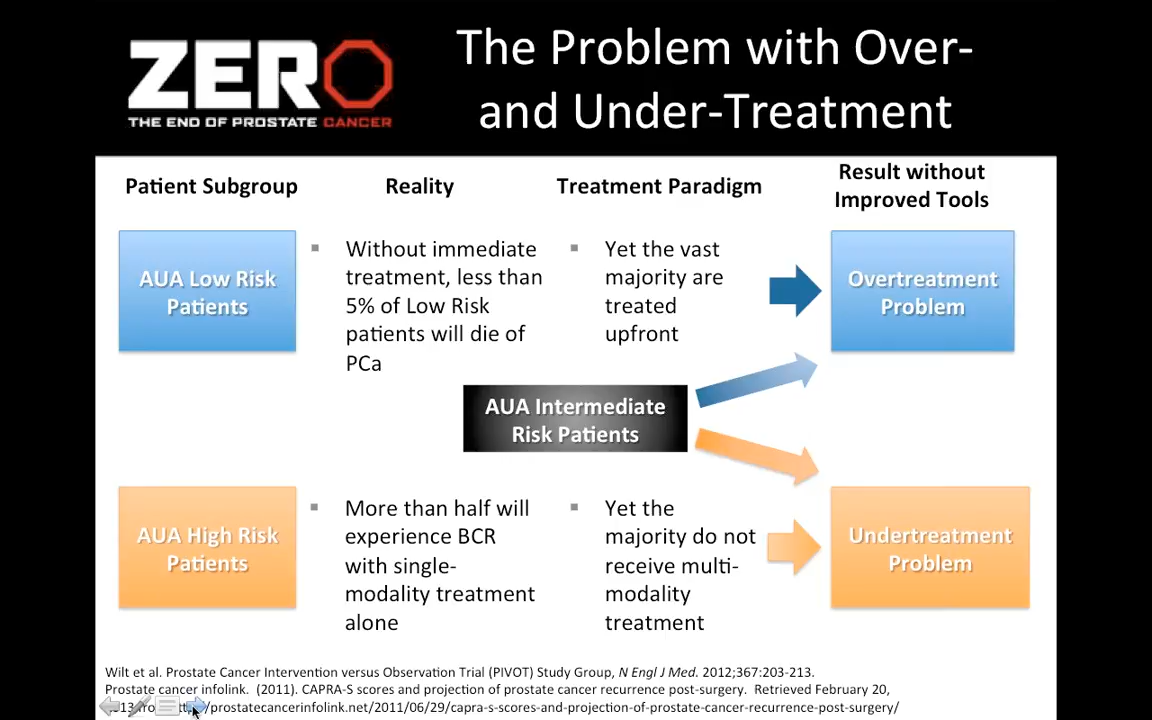 ZERO
THE END OF PROSTATE CANCER
The Problem with Over-
and Under-Treatment
Patient Subgroup
Reality
Treatment Paradigm
Result without
Improved Tools
AUA Low Risk
Patients
Without immediate
treatment, less than
5% of Low Risk
patients will die of
PCa
Yet the vast
majority are
treated
upfront
Overtreatment
Problem
AUA Intermediate
Risk Patients
AUA High Risk
Patients
More than half will
experience BCR
with single-
modality treatment
alone
Yet the
majority do not
receive multi-
modality
treatment
Undertreatment
Problem
Wilt et al. Prostate Cancer Intervention versus Observation Trial (PIVOT) Study Group, N Engl J Med. 2012;367:203-213.
Prostate cancer infolink. (2011). CAPRA-S scores and projection of prostate cancer recurrence post-surgery. Retrieved February 20,
/prostatecancerinfolink.net/2011/06/29/capra-s-scores-and-projection-of-prostate-cancer-recurrence-post-surgery/